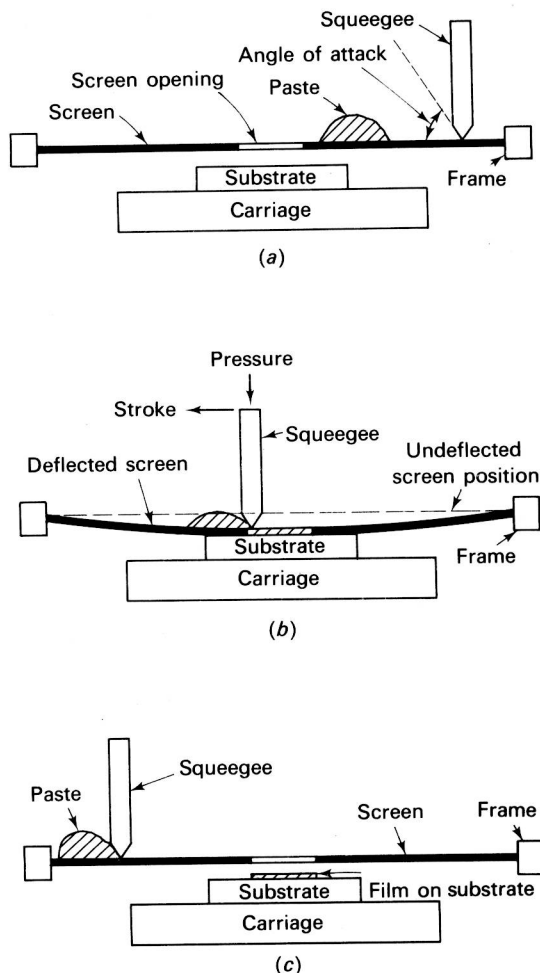 Squeegee
Angle of attack
Screen opening
Paste
Screen
Substrate
Frame
Carriage
(a)
Pressure
Stroke
Squeegee
Deflected screen
Undeflected
screen position
Substrate
Frame
Carriage
(b)
Squeegee
Paste
Screen
Frame
Substrate
Film on substrate
Carriage
(c)